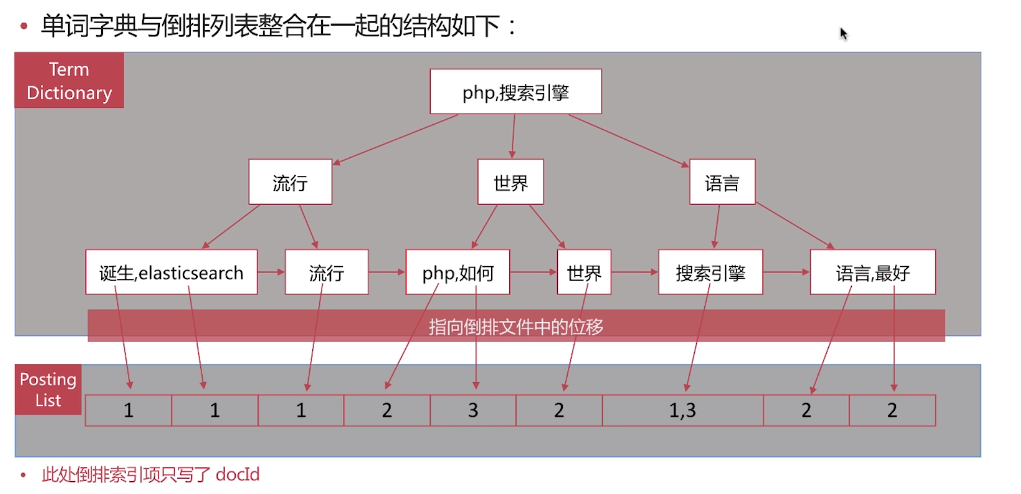 • 单词字典与倒排列表整合在一起的结构如下：
Term
Dictionary
php,搜索引擎
流行
世界
语言
诞生,elasticsearch
流行
php,如何
世界
搜索引擎
语言,最好
指向倒排文件中的位移
Posting
List
1
1
1
2
3
2
1,3
2
2
• 此处倒排索引项只写了 docId